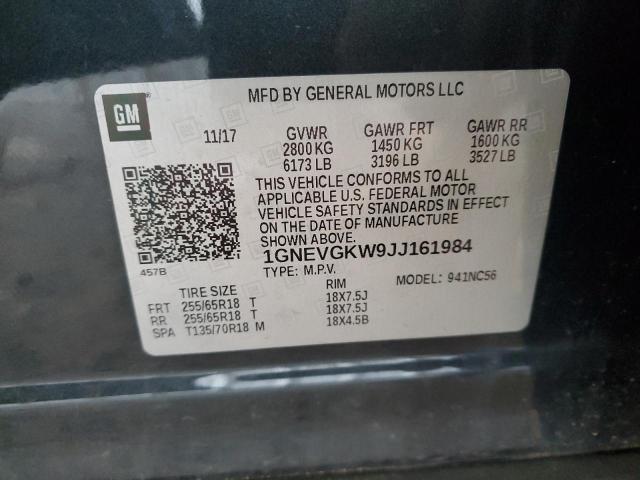 GM
MFD BY GENERAL MOTORS LLC
11/17 GVWR GAWR FRT GAWR RR
2800 KG 1450 KG 1600 KG
6173 LB 3196 LB 3527 LB
THIS VEHICLE CONFORMS TO ALL
APPLICABLE U.S. FEDERAL MOTOR
VEHICLE SAFETY STANDARDS IN EFFECT
ON THE DATE OF MANUFACTURE
SHOWN ABOVE.
457B
1GNEVGKW9JJ161984
TYPE: M.P.V. MODEL: 941NC56
TIRE SIZE RIM
FRT 255/65R18 T 18X7.5J
RR 255/65R18 T 18X7.5J
SPA T135/70R18 M 18X4.5B